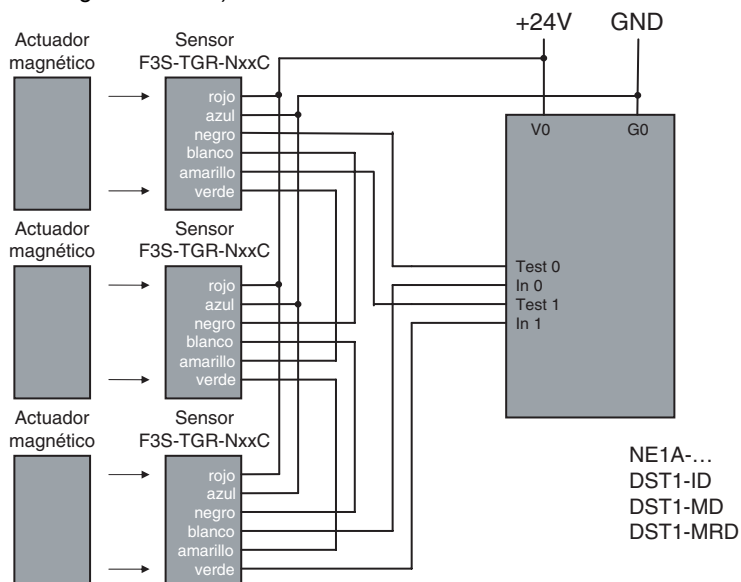 +24V GND
Actuador
magnético
Sensor
F3S-TGR-NxxC
rojo
azul
negro
blanco
amarillo
verde
V0 G0
Actuador
magnético
Sensor
F3S-TGR-NxxC
rojo
azul
negro
blanco
amarillo
verde
Test 0
In 0
Test 1
In 1
Actuador
magnético
Sensor
F3S-TGR-NxxC
rojo
azul
negro
blanco
amarillo
verde
NE1A-...
DST1-ID
DST1-MD
DST1-MRD